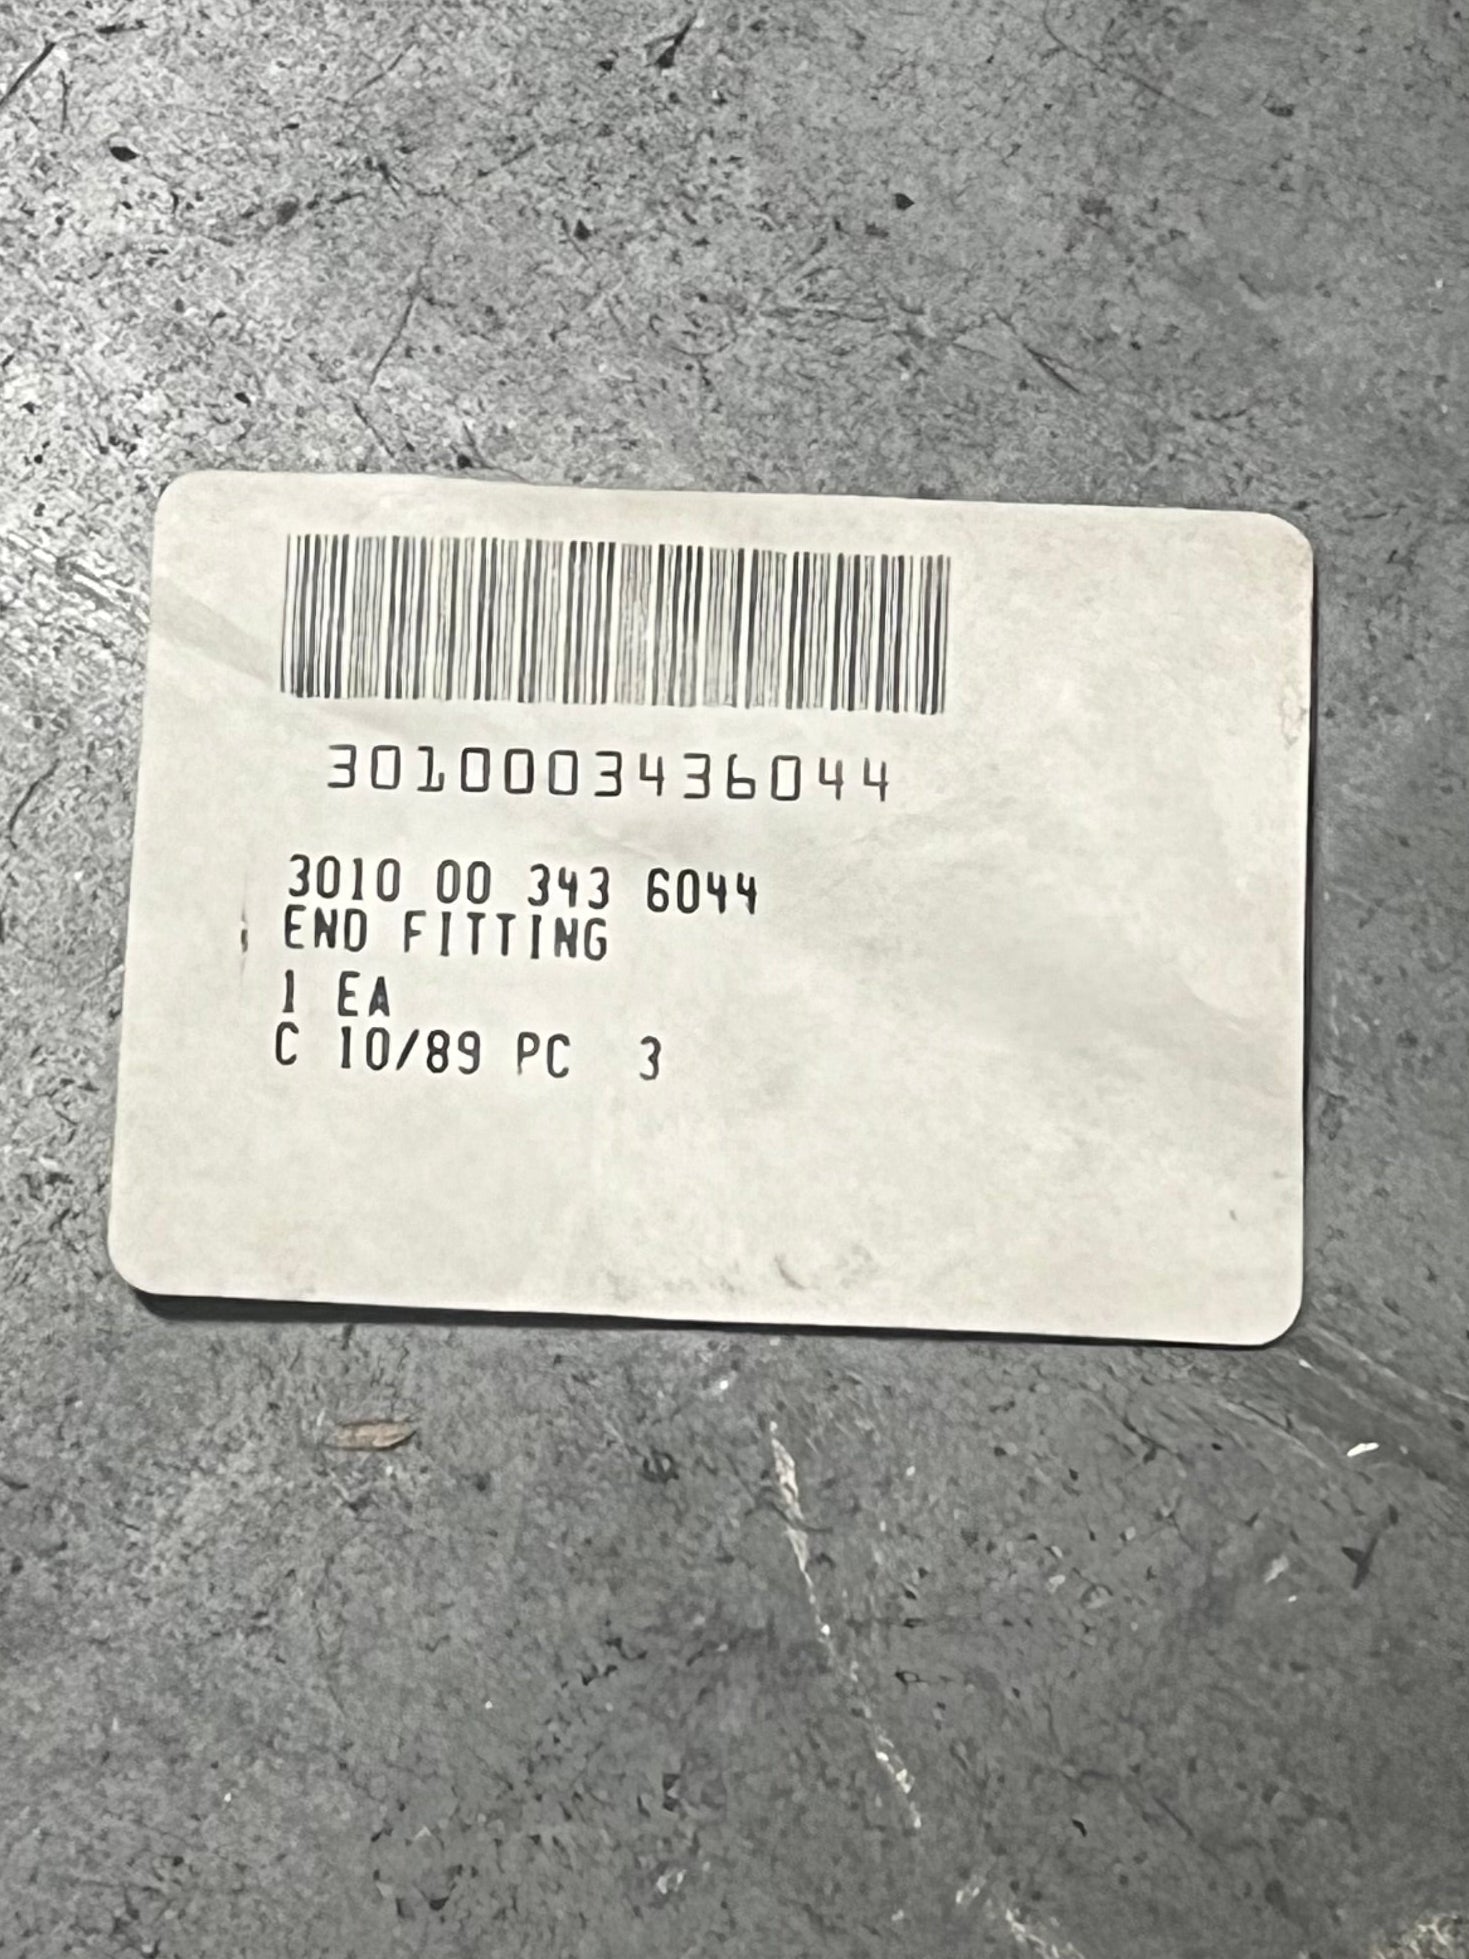 3010003436044
3010 00 343 6044
END FITTING
1 EA
C 10/89 PC 3